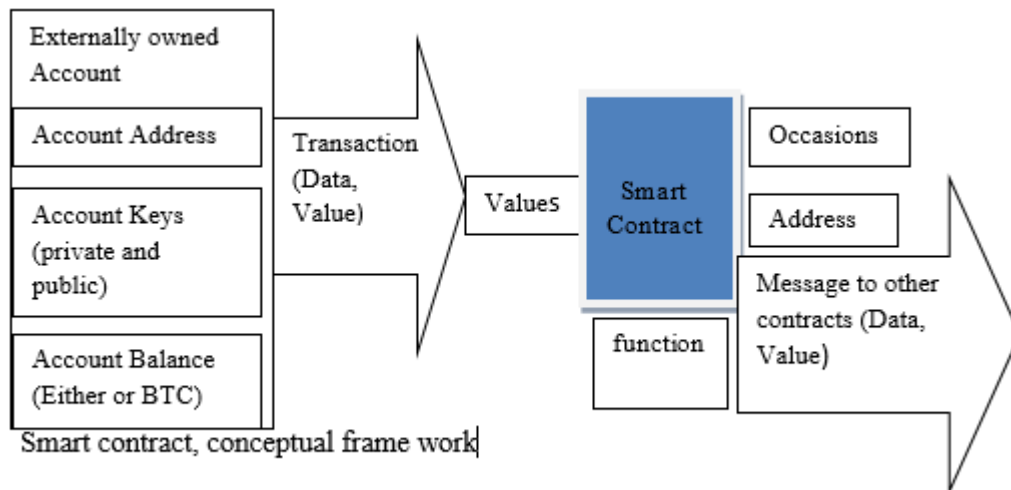 Externally owned
Account
Account Address
Account Keys
(private and
public)
Account Balance
(Either or BTC)
Transaction
(Data,
Value)
Values
Smart
Contract
function
Occasions
Address
Message to other
contracts (Data,
Value)
Smart contract, conceptual frame work